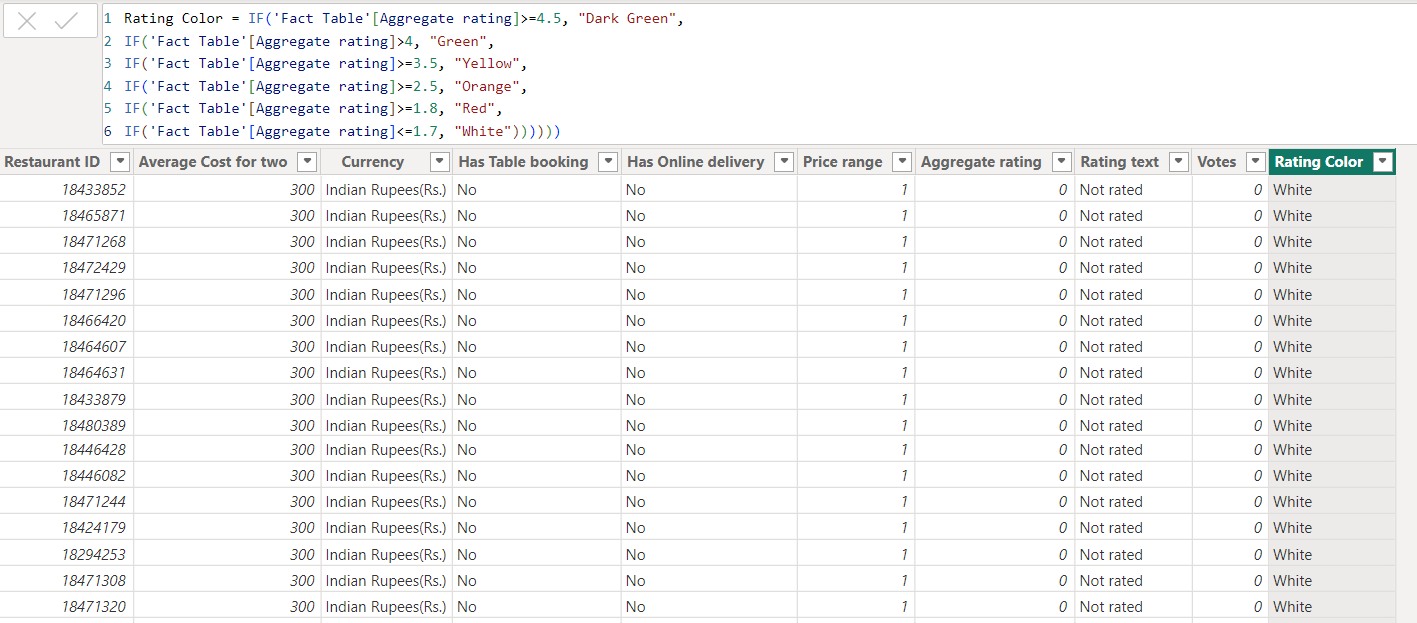 1 Rating Color = IF('Fact Table'[Aggregate rating]>=4.5, "Dark Green",
2 IF('Fact Table'[Aggregate rating]>4, "Green",
3 IF('Fact Table'[Aggregate rating]>=3.5, "Yellow",
4 IF('Fact Table'[Aggregate rating]>=2.5, "Orange",
5 IF('Fact Table'[Aggregate rating]>=1.8, "Red",
6 IF('Fact Table'[Aggregate rating]<=1.7, "White"))))))
Restaurant ID Average Cost for two Currency Has Table booking Has Online delivery Price range Aggregate rating Rating text Votes Rating Color
18433852 300 Indian Rupees(Rs.) No No 1 0 Not rated 0 White
18465871 300 Indian Rupees(Rs.) No No 1 0 Not rated 0 White
18471268 300 Indian Rupees(Rs.) No No 1 0 Not rated 0 White
18472429 300 Indian Rupees(Rs.) No No 1 0 Not rated 0 White
18471296 300 Indian Rupees(Rs.) No No 1 0 Not rated 0 White
18466420 300 Indian Rupees(Rs.) No No 1 0 Not rated 0 White
18464607 300 Indian Rupees(Rs.) No No 1 0 Not rated 0 White
18464631 300 Indian Rupees(Rs.) No No 1 0 Not rated 0 White
18433879 300 Indian Rupees(Rs.) No No 1 0 Not rated 0 White
18480389 300 Indian Rupees(Rs.) No No 1 0 Not rated 0 White
18446428 300 Indian Rupees(Rs.) No No 1 0 Not rated 0 White
18446082 300 Indian Rupees(Rs.) No No 1 0 Not rated 0 White
18471244 300 Indian Rupees(Rs.) No No 1 0 Not rated 0 White
18424179 300 Indian Rupees(Rs.) No No 1 0 Not rated 0 White
18294253 300 Indian Rupees(Rs.) No No 1 0 Not rated 0 White
18471308 300 Indian Rupees(Rs.) No No 1 0 Not rated 0 White
18471320 300 Indian Rupees(Rs.) No No 1 0 Not rated 0 White